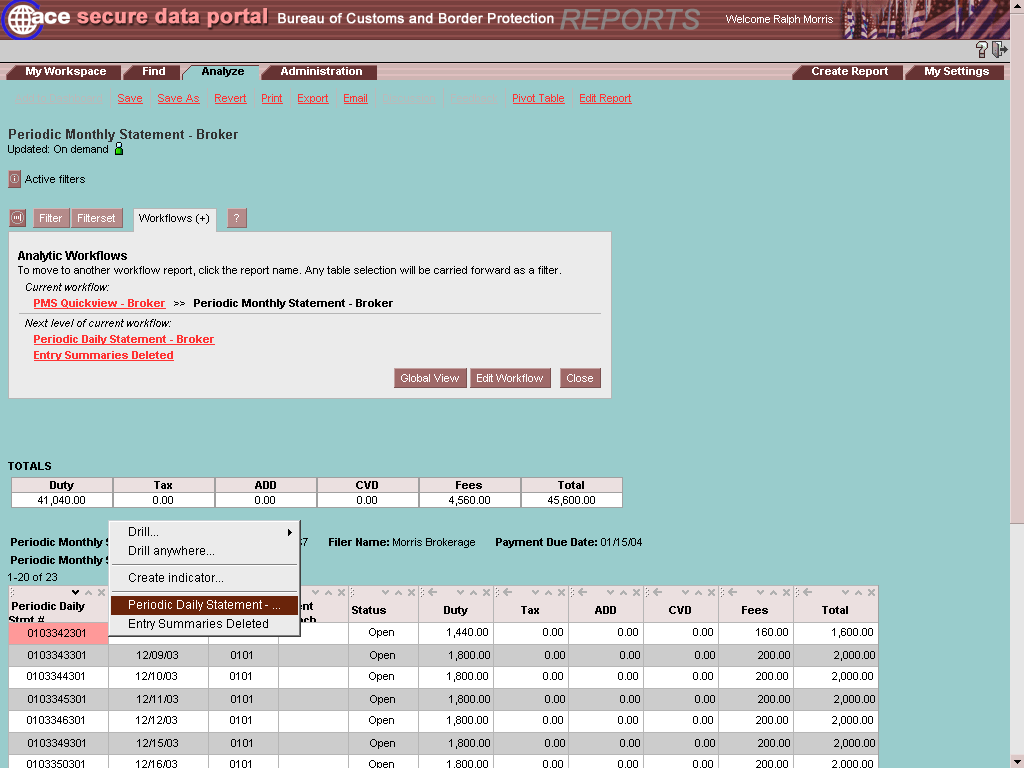 ace secure data portal Bureau of Customs and Border Protection REPORTS Welcome Ralph Morris
?
My Workspace Find Analyze Administration Create Report My Settings
Save Save As Revert Print Export Email Pivot Table Edit Report
Periodic Monthly Statement - Broker
Updated: On demand
Active filters
Filter Filterset Workflows (+) ?
Analytic Workflows
To move to another workflow report, click the report name. Any table selection will be carried forward as a filter.
Current workflow:
PMS Quickview - Broker >> Periodic Monthly Statement - Broker
Next level of current workflow:
Periodic Daily Statement - Broker
Entry Summaries Deleted
Global View Edit Workflow Close
TOTALS
Duty Tax ADD CVD Fees Total
41,040.00 0.00 0.00 0.00 4,560.00 45,600.00
Periodic Monthly Filer Name: Morris Brokerage Payment Due Date: 01/15/04
Periodic Monthly
1-20 of 23
Drill...
Drill anywhere...
Create indicator...
Periodic Daily Statement - ...
Entry Summaries Deleted
Periodic Daily Stmt # Status Duty Tax ADD CVD Fees Total
0103342301 Open 1,440.00 0.00 0.00 0.00 160.00 1,600.00
0103343301 12/09/03 0101 Open 1,800.00 0.00 0.00 0.00 200.00 2,000.00
0103344301 12/10/03 0101 Open 1,800.00 0.00 0.00 0.00 200.00 2,000.00
0103345301 12/11/03 0101 Open 1,800.00 0.00 0.00 0.00 200.00 2,000.00
0103346301 12/12/03 0101 Open 1,800.00 0.00 0.00 0.00 200.00 2,000.00
0103349301 12/15/03 0101 Open 1,800.00 0.00 0.00 0.00 200.00 2,000.00
0103350301 12/16/03 0101 Open 1,800.00 0.00 0.00 0.00 200.00 2,000.00